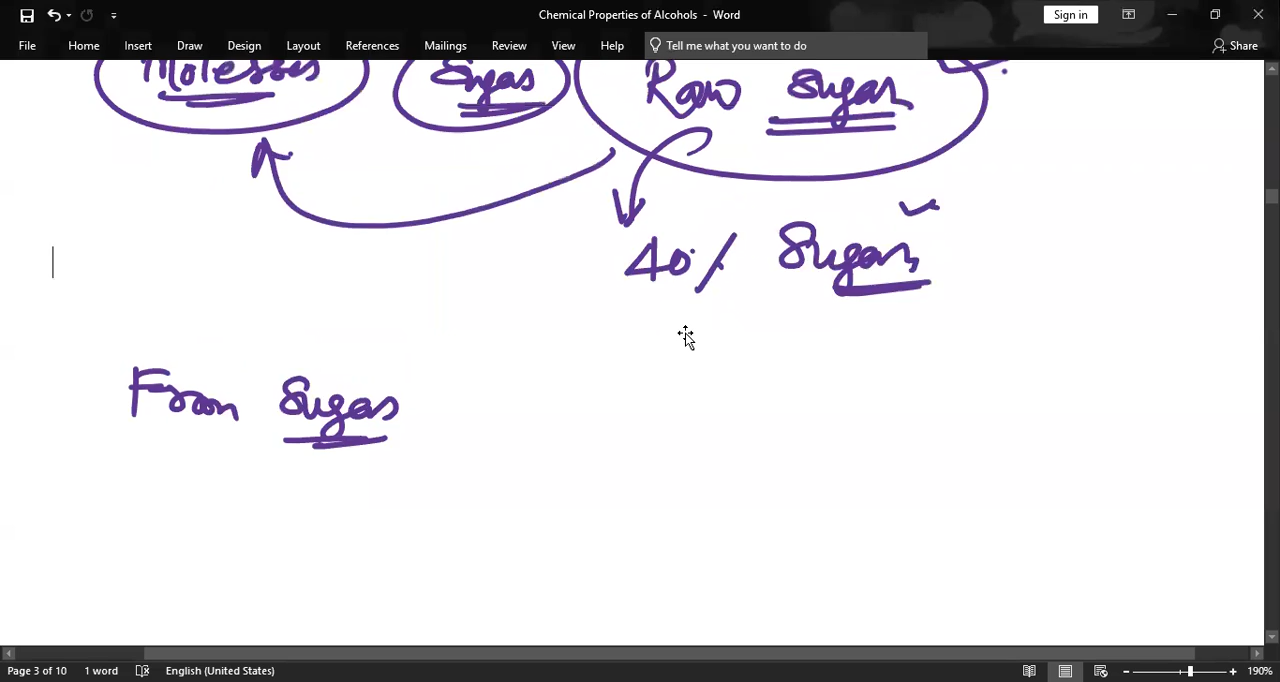 Chemical Properties of Alcohols - Word
Sign in
File Home Insert Draw Design Layout References Mailings Review View Help Tell me what you want to do Share
Molesses Sugar Raw Sugar
40% Sugar
From Sugar
Page 3 of 10 1 word English (United States) 190%